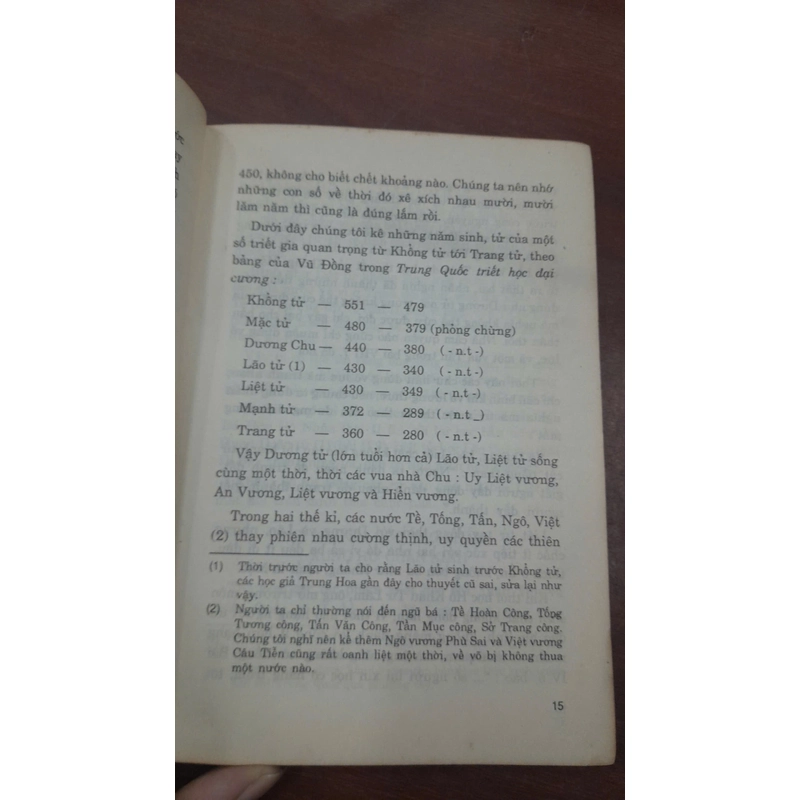 450, không cho biết chết khoảng nào. Chúng ta nên nhớ
những con số về thời đó xẽ xích nhau mười, mười
lăm năm thì cũng là đúng lắm rồi.
Dưới đây chúng tôi kê những năm sinh, tử của một
số triết gia quan trọng từ Khổng tử tới Trang tử, theo
bảng của Vũ Đồng trong Trung Quốc triết học đại
cương :
Khổng tử — 551 — 479
Mặc tử — 480 — 379 (phỏng chừng)
Dương Chu — 440 — 380 ( - n.t -)
Lão tử (1) — 430 — 340 ( - n.t -)
Liệt tử — 430 — 349 ( - n.t -)
Mạnh tử — 372 — 289 ( - n.t _)
Trang tử — 360 — 280 ( - n.t -)
Vậy Dương tử (lớn tuổi hơn cả) Lão tử, Liệt tử sống
cùng một thời, thời các vua nhà Chu : Uy Liệt vương,
An Vương, Liệt vương và Hiển vương.
Trong hai thế kỉ, các nước Tề, Tống, Tấn, Ngô, Việt
(2) thay phiên nhau cường thịnh, uy quyền các thiên
(1) Thời trước người ta cho rằng Lão tử sinh trước Khổng tử,
các học giả Trung Hoa gần đây cho thuyết cũ sai, sửa lại như
vậy.
(2) Người ta chỉ thường nói đến ngũ bá : Tề Hoàn Công, Tống
Tương công, Tấn Văn Công, Tần Mục công, Sở Trang công.
Chúng tôi nghĩ nên kể thêm Ngô vương Phù Sai và Việt vương
Câu Tiễn cũng rất oanh liệt một thời, về võ bị không thua
một nước nào.
15